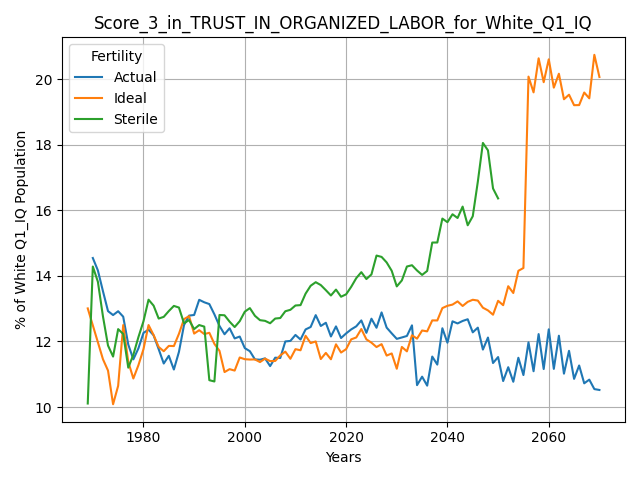 Score_3_in_TRUST_IN_ORGANIZED_LABOR_for_White_Q1_IQ
Fertility
Actual
Ideal
Sterile
% of White Q1_IQ Population
20
18
16
14
12
10
1980
2000
2020
2040
2060
Years